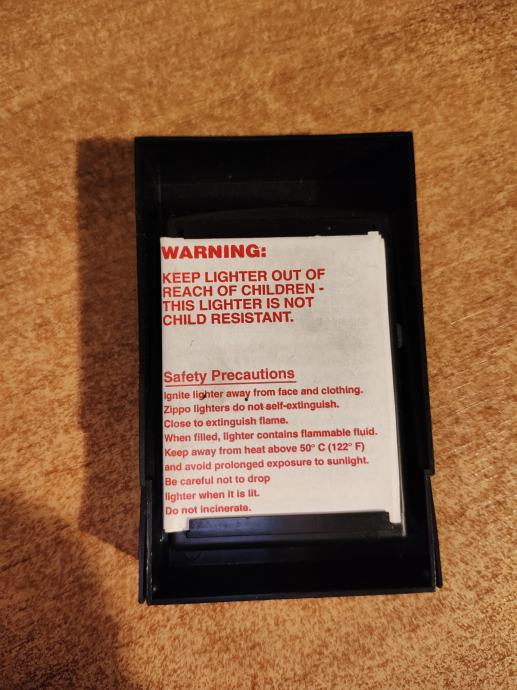 WARNING:
KEEP LIGHTER OUT OF
REACH OF CHILDREN -
THIS LIGHTER IS NOT
CHILD RESISTANT.
Safety Precautions
Ignite lighter away from face and clothing.
Zippo lighters do not self-extinguish.
Close to extinguish flame.
When filled, lighter contains flammable fluid.
Keep away from heat above 50° C (122° F)
and avoid prolonged exposure to sunlight.
Be careful not to drop
lighter when it is lit.
Do not incinerate.